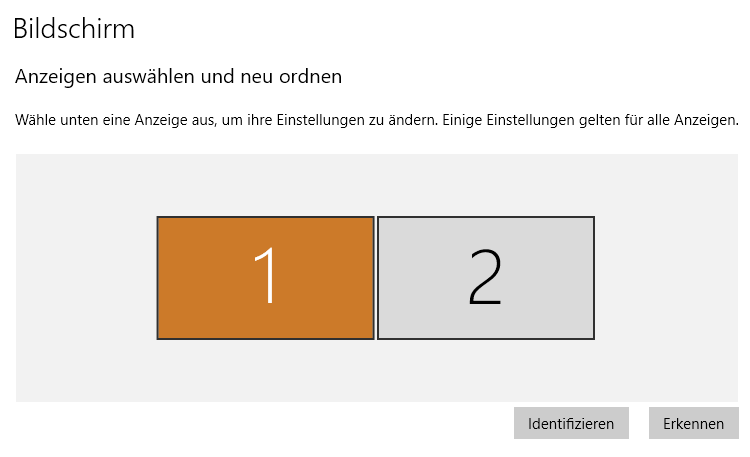 Bildschirm
Anzeigen auswählen und neu ordnen
Wähle unten eine Anzeige aus, um ihre Einstellungen zu ändern. Einige Einstellungen gelten für alle Anzeigen.
1 2
Identifizieren Erkennen